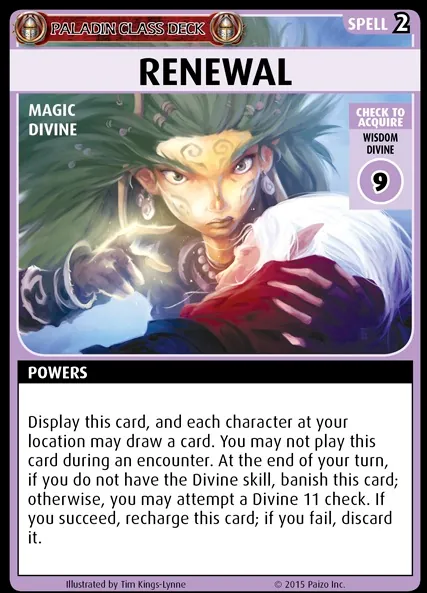 PALADIN CLASS DECK
SPELL 2
RENEWAL
MAGIC
DIVINE
CHECK TO
ACQUIRE
WISDOM
DIVINE
9
POWERS
Display this card, and each character at your
location may draw a card. You may not play this
card during an encounter. At the end of your turn,
if you do not have the Divine skill, banish this card;
otherwise, you may attempt a Divine 11 check. If
you succeed, recharge this card; if you fail, discard
it.
Illustrated by Tim Kings-Lynne
© 2015 Paizo Inc.